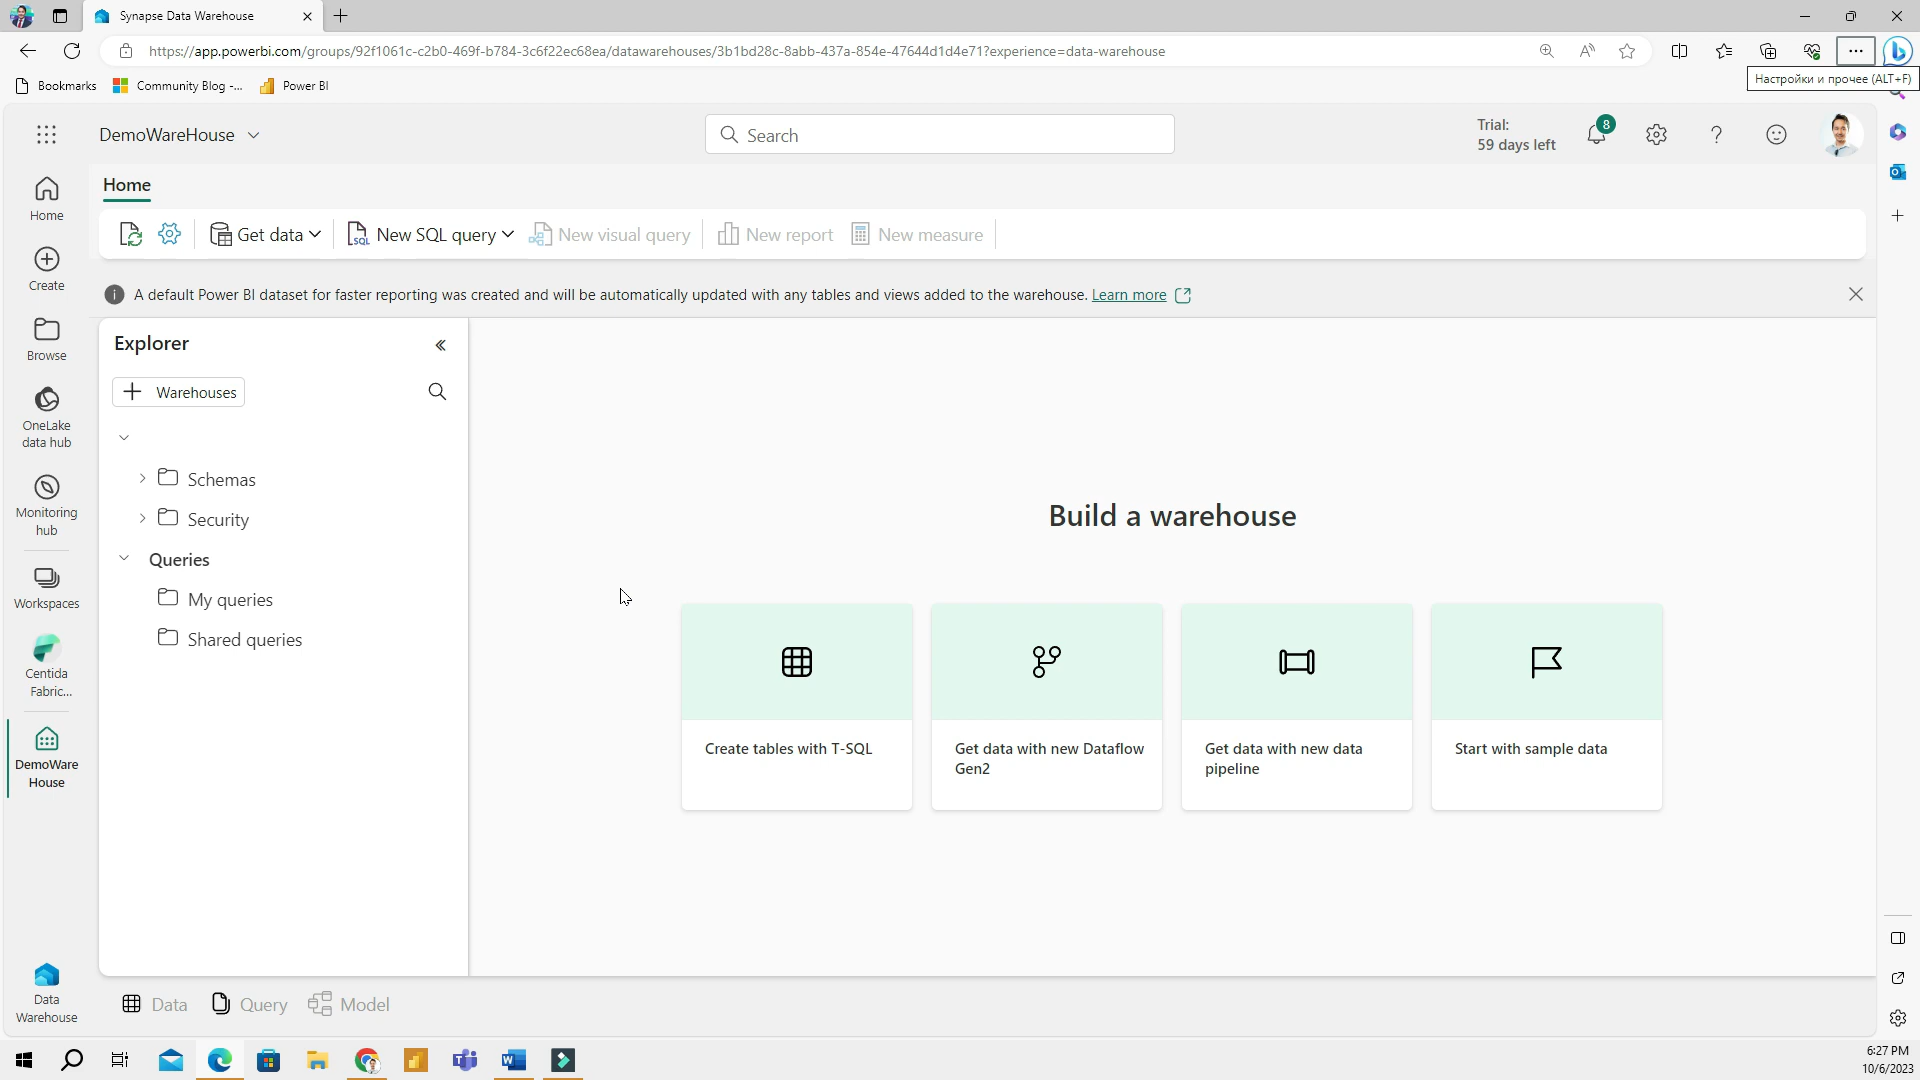 Synapse Data Warehouse
https://app.powerbi.com/groups/92f1061c-c2b0-469f-b784-3c6f22ec68ea/datawarehouses/3b1bd28c-8abb-437a-854e-47644d1d4e71?experience=data-warehouse
Bookmarks
Community Blog -...
Power BI
Настройки и прочее (ALT+F)
DemoWareHouse
Search
Trial:
59 days left
8
Home
Get data
New SQL query
New visual query
New report
New measure
A default Power BI dataset for faster reporting was created and will be automatically updated with any tables and views added to the warehouse. Learn more
Home
Create
Browse
OneLake
data hub
Monitoring
hub
Workspaces
Centida
Fabric...
DemoWare
House
Data
Warehouse
Explorer
Warehouses
Schemas
Security
Queries
My queries
Shared queries
Build a warehouse
Create tables with T-SQL
Get data with new Dataflow
Gen2
Get data with new data
pipeline
Start with sample data
Data
Query
Model
6:27 PM
10/6/2023